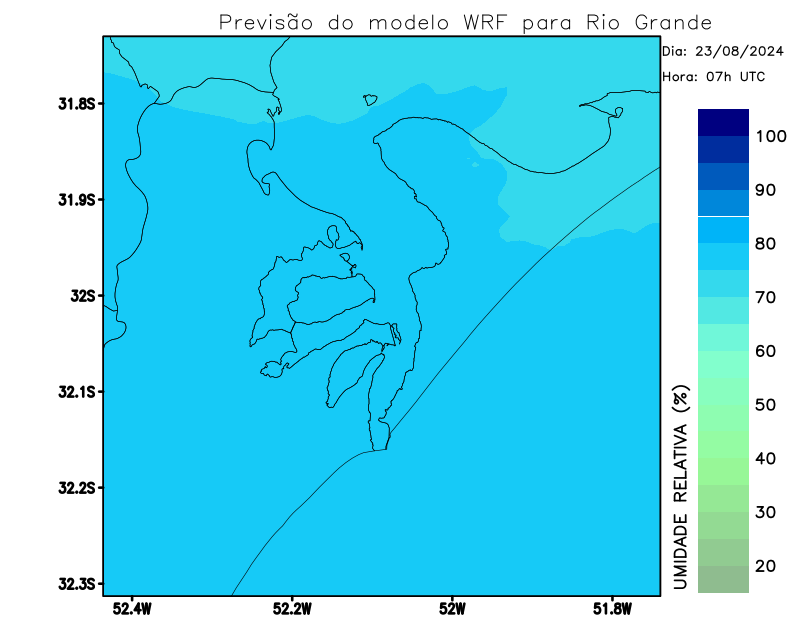 Previsão do modelo WRF para Rio Grande
Dia: 23/08/2024
Hora: 07h UTC
31.8S
31.9S
32S
32.1S
32.2S
32.3S
52.4W
52.2W
52W
51.8W
100
90
80
70
60
50
40
30
20
UMIDADE RELATIVA (%)